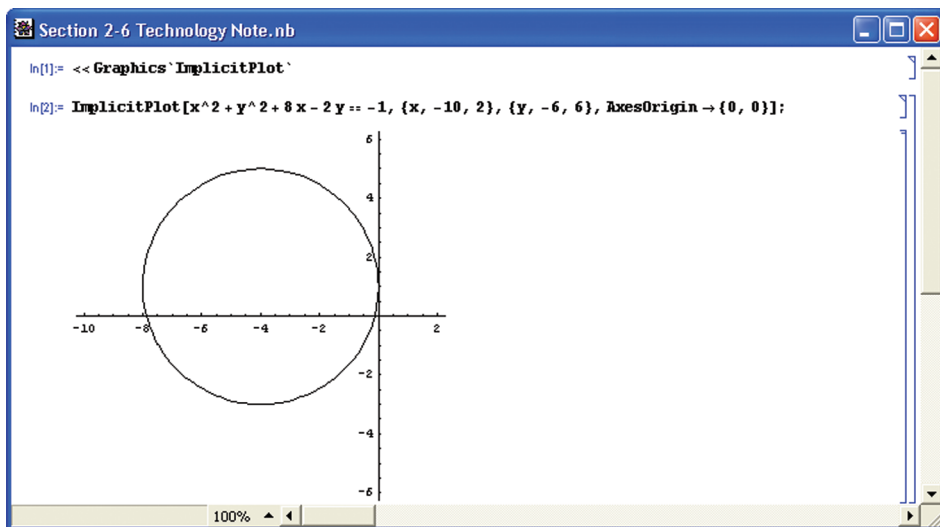 Section 2-6 Technology Note.nb
In[1]:= <<Graphics`ImplicitPlot`
In[2]:= ImplicitPlot[x^2 + y^2 + 8 x - 2 y == -1, {x, -10, 2}, {y, -6, 6}, AxesOrigin → {0, 0}];
6
4
2
-10 -8 -6 -4 -2 2
-2
-4
-6
100%